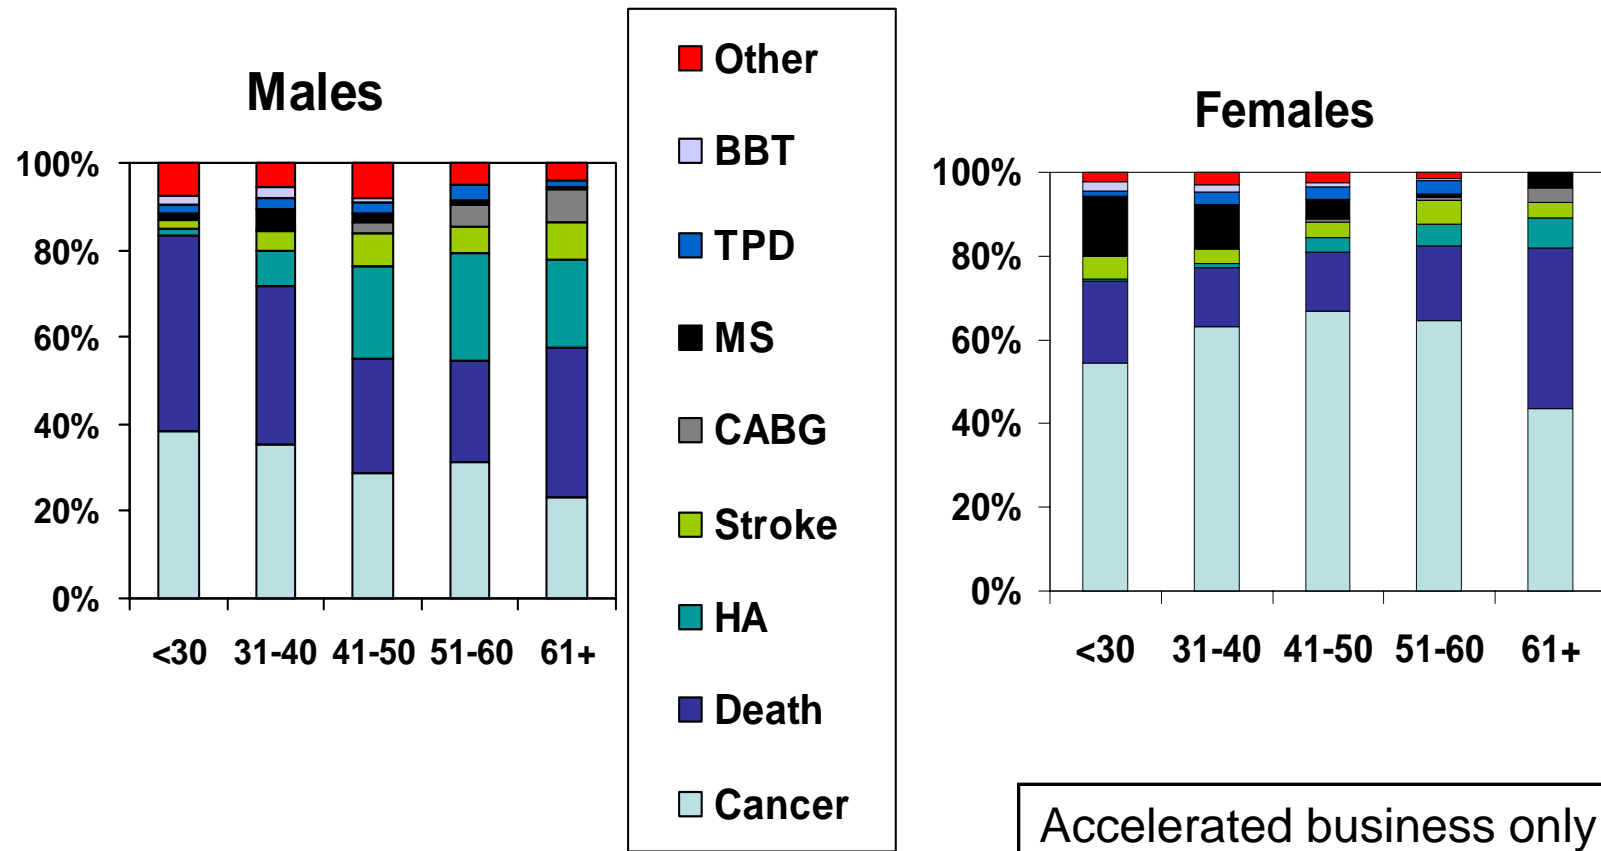 Males
100%
80%
60%
40%
20%
0%
<30 31-40 41-50 51-60 61+
Other
BBT
TPD
MS
CABG
Stroke
HA
Death
Cancer
Females
100%
80%
60%
40%
20%
0%
<30 31-40 41-50 51-60 61+
Accelerated business only